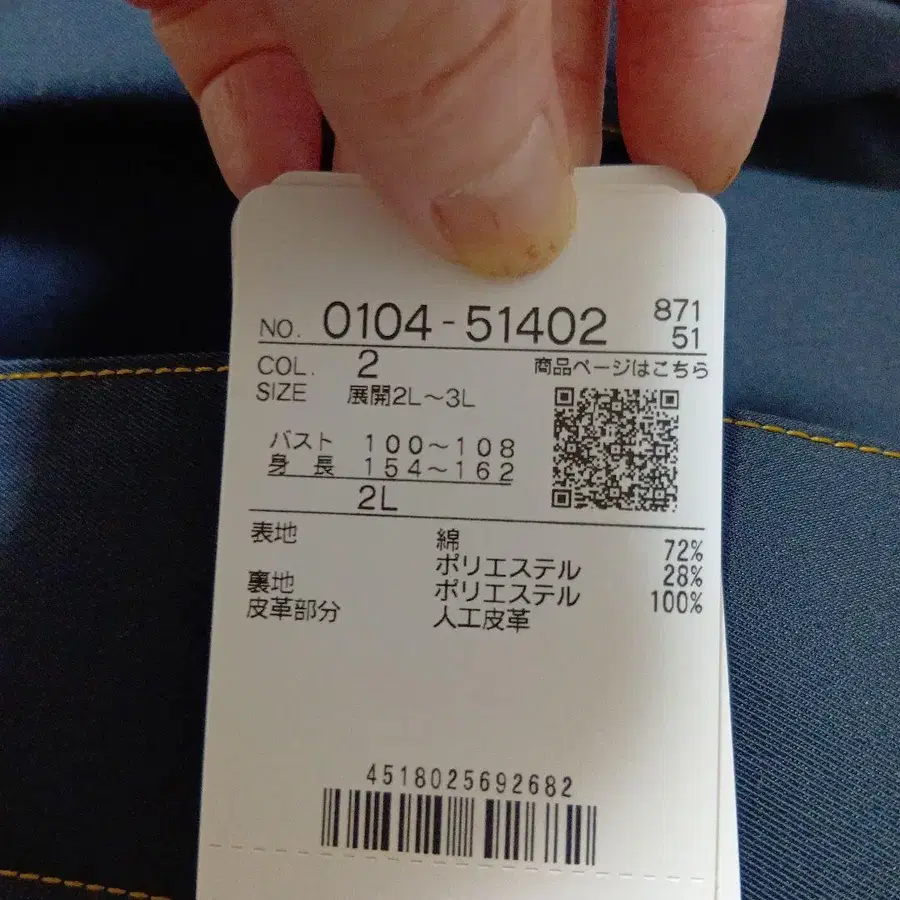 NO. 0104-51402 871
51
COL. 2 商品ページはこちら
SIZE 展開2L～3L
バスト 100～108
身長 154～162
2L
表地 綿 72%
ポリエステル 28%
裏地 ポリエステル 100%
皮革部分 人工皮革
4518025692682